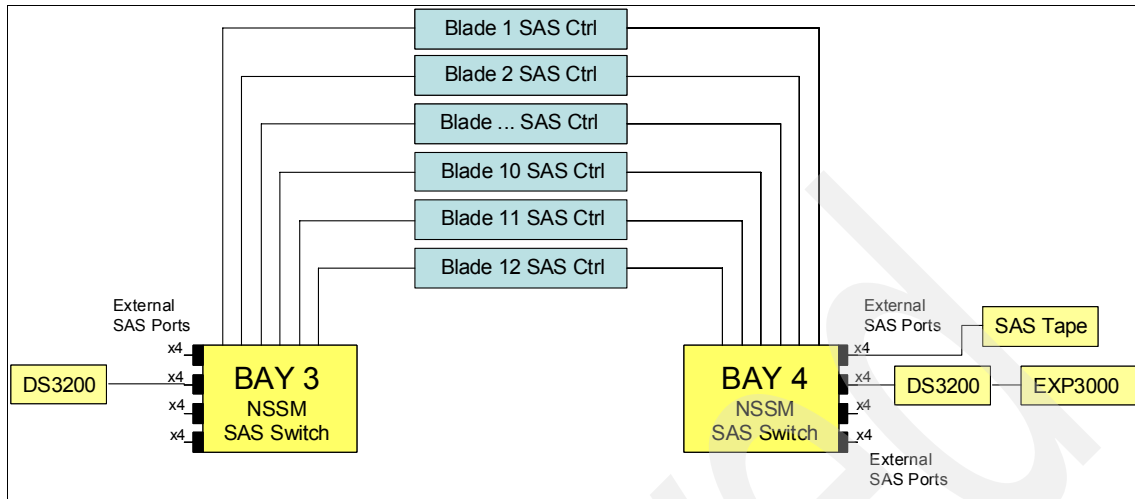 Blade 1 SAS Ctrl
Blade 2 SAS Ctrl
Blade ... SAS Ctrl
Blade 10 SAS Ctrl
Blade 11 SAS Ctrl
Blade 12 SAS Ctrl
External
SAS Ports
x4
x4
x4
x4
DS3200
BAY 3
NSSM
SAS Switch
BAY 4
NSSM
SAS Switch
External
SAS Ports
x4
x4
x4
x4
External
SAS Ports
SAS Tape
DS3200
EXP3000